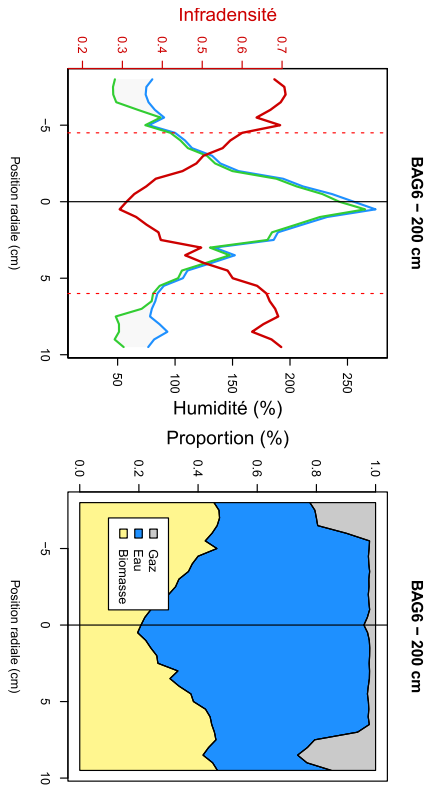 Infradensité
0.2 0.3 0.4 0.5 0.6 0.7
BAG6 − 200 cm
−5 0 5 10
Position radiale (cm)
50 100 150 200 250
Humidité (%)
Proportion (%)
0.0 0.2 0.4 0.6 0.8 1.0
BAG6 − 200 cm
Gaz
Eau
Biomasse
−5 0 5 10
Position radiale (cm)